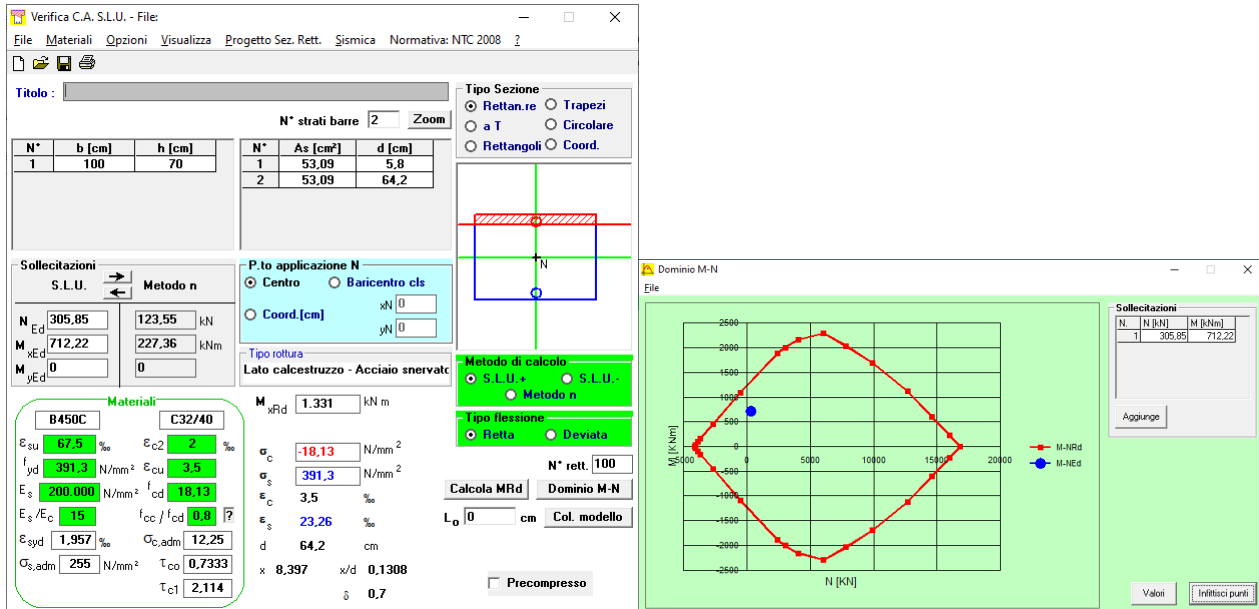 Verifica C.A. S.L.U. - File:
File Materiali Opzioni Visualizza Progetto Sez. Rett. Sismica Normativa: NTC 2008 ?
Titolo :
N° strati barre 2 Zoom
N° b [cm] h [cm]
1 100 70
N° As [cm²] d [cm]
1 53,09 5,8
2 53,09 64,2
Tipo Sezione
Rettan.re Trapezi
a T Circolare
Rettangoli Coord.
N
Sollecitazioni
S.L.U. Metodo n
N Ed 305,85 123,55 kN
M xEd 712,22 227,36 kNm
M yEd 0 0
P.to applicazione N
Centro Baricentro cls
Coord.[cm] xN 0
yN 0
Tipo rottura
Lato calcestruzzo - Acciaio snervato
Metodo di calcolo
S.L.U.+ S.L.U.-
Metodo n
Tipo flessione
Retta Deviata
Materiali
B450C C32/40
εsu 67,5 ‰ εc2 2 ‰
fyd 391,3 N/mm² εcu 3,5
Es 200.000 N/mm² fcd 18,13
Es/Ec 15 fcc / fcd 0,8 ?
εsyd 1,957 ‰ σc,adm 12,25
σs,adm 255 N/mm² τco 0,7333
τc1 2,114
M xRd 1.331 kN m
σc -18,13 N/mm²
σs 391,3 N/mm²
εc 3,5 ‰
εs 23,26 ‰
d 64,2 cm
x 8,397 x/d 0,1308
δ 0,7
N° rett. 100
Calcola MRd Dominio M-N
Lo 0 cm Col. modello
Precompresso
Dominio M-N
File
2500
2000
1500
1000
500
0
-500
-1000
-1500
-2000
-2500
M [KNm]
5000 0 5000 10000 15000 20000
N [KN]
M-NRd
M-NEd
Sollecitazioni
N. N [kN] M [kNm]
1 305,85 712,22
Aggiunge
Valori Infittisci punti